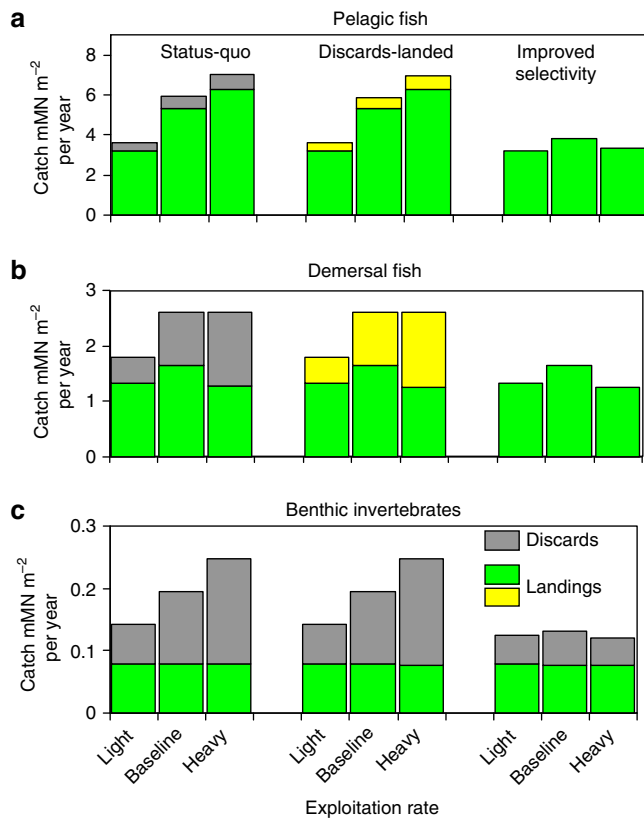 a
Pelagic fish
Status-quo
Discards-landed
Improved
selectivity
Catch mMN m⁻²
per year
8
6
4
2
0
b
Demersal fish
Catch mMN m⁻²
per year
3
2
1
0
c
Benthic invertebrates
Discards
Landings
Catch mMN m⁻²
per year
0.3
0.2
0.1
0
Light
Baseline
Heavy
Light
Baseline
Heavy
Light
Baseline
Heavy
Exploitation rate